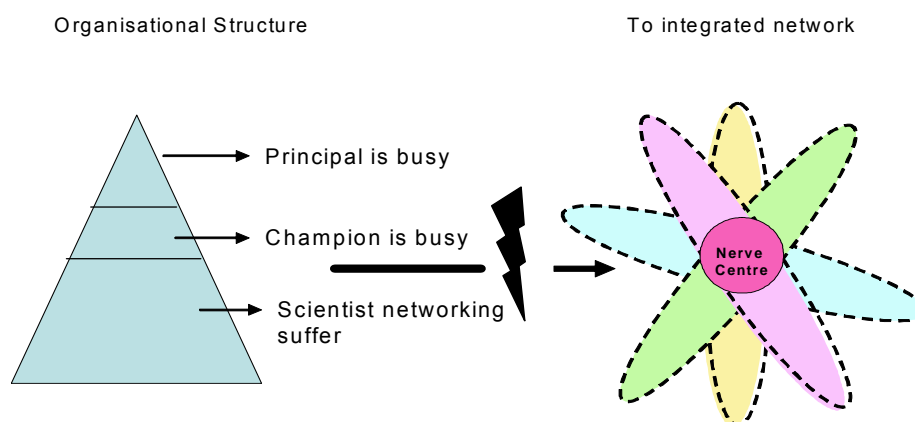 Organisational Structure
To integrated network
Principal is busy
Champion is busy
Scientist networking
suffer
Nerve
Centre